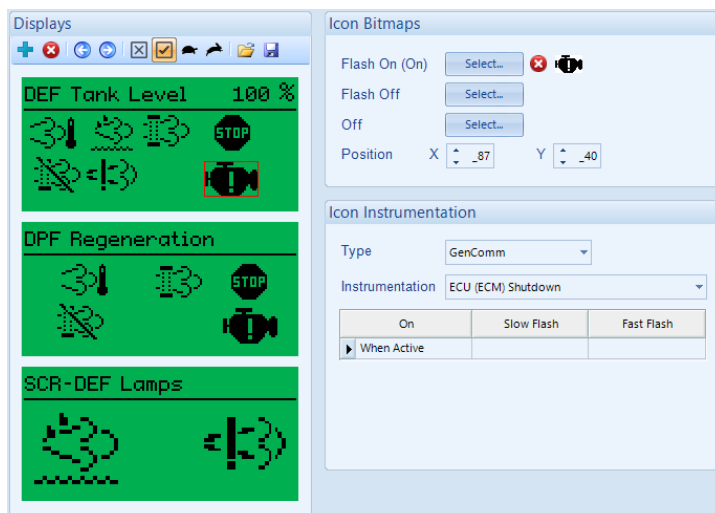 Displays
DEF Tank Level 100 %
STOP
DPF Regeneration
STOP
SCR-DEF Lamps
Icon Bitmaps
Flash On (On) Select...
Flash Off Select...
Off Select...
Position X _87 Y _40
Icon Instrumentation
Type GenComm
Instrumentation ECU (ECM) Shutdown
On Slow Flash Fast Flash
When Active